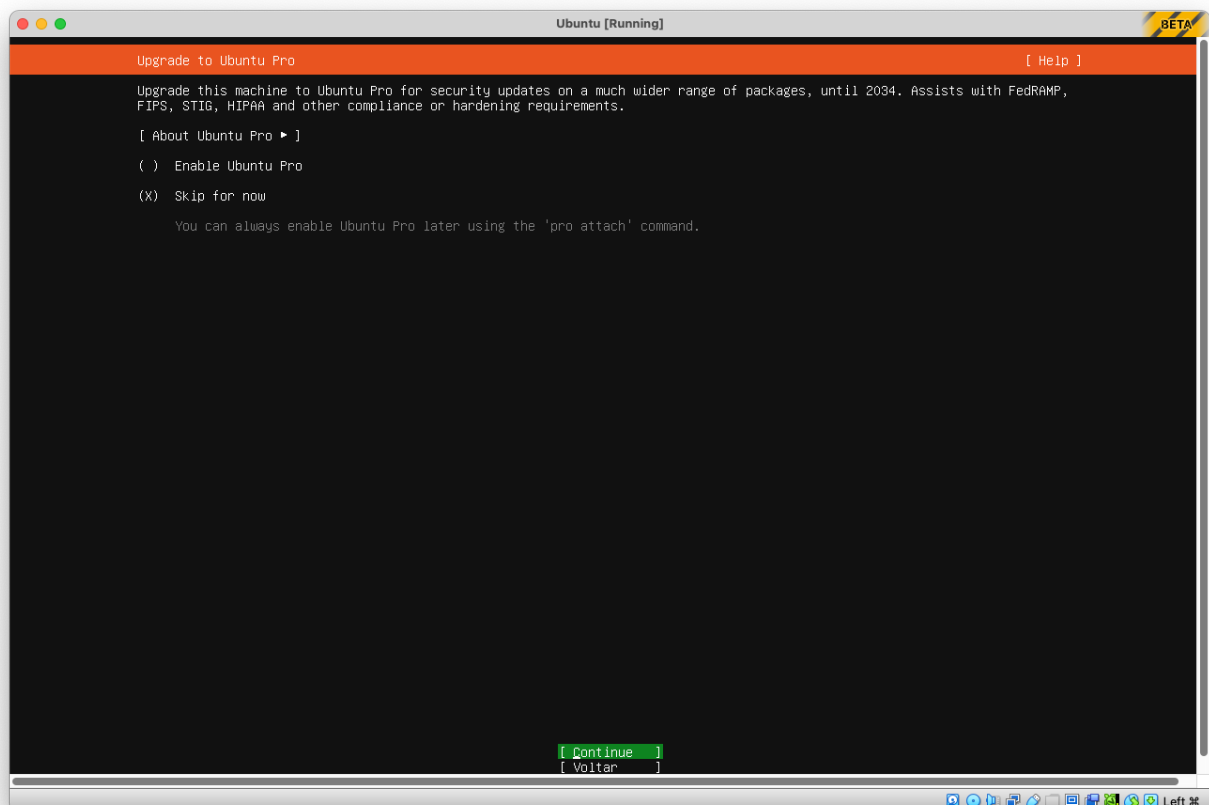 Ubuntu [Running]
BETA
Upgrade to Ubuntu Pro [ Help ]
Upgrade this machine to Ubuntu Pro for security updates on a much wider range of packages, until 2034. Assists with FedRAMP,
FIPS, STIG, HIPAA and other compliance or hardening requirements.
[ About Ubuntu Pro ► ]
( ) Enable Ubuntu Pro
(X) Skip for now
You can always enable Ubuntu Pro later using the 'pro attach' command.
[ Continue ]
[ Voltar ]
Left ⌘